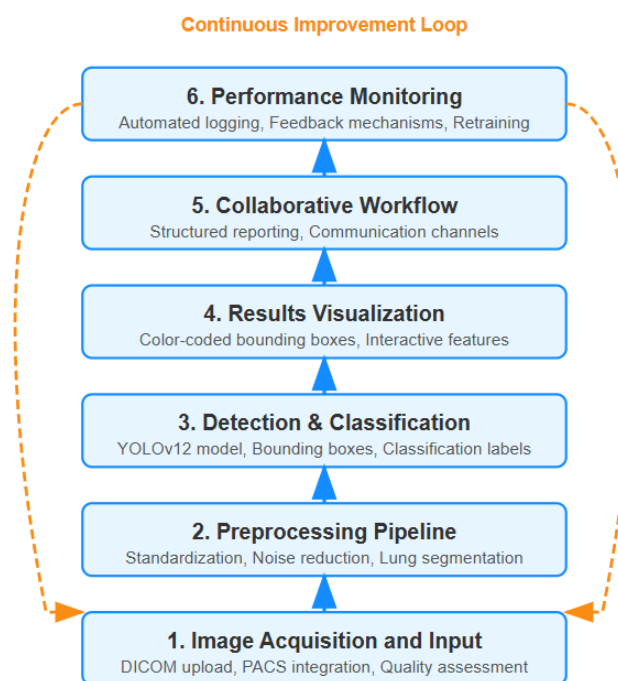 Continuous Improvement Loop
6. Performance Monitoring
Automated logging, Feedback mechanisms, Retraining
5. Collaborative Workflow
Structured reporting, Communication channels
4. Results Visualization
Color-coded bounding boxes, Interactive features
3. Detection & Classification
YOLOv12 model, Bounding boxes, Classification labels
2. Preprocessing Pipeline
Standardization, Noise reduction, Lung segmentation
1. Image Acquisition and Input
DICOM upload, PACS integration, Quality assessment